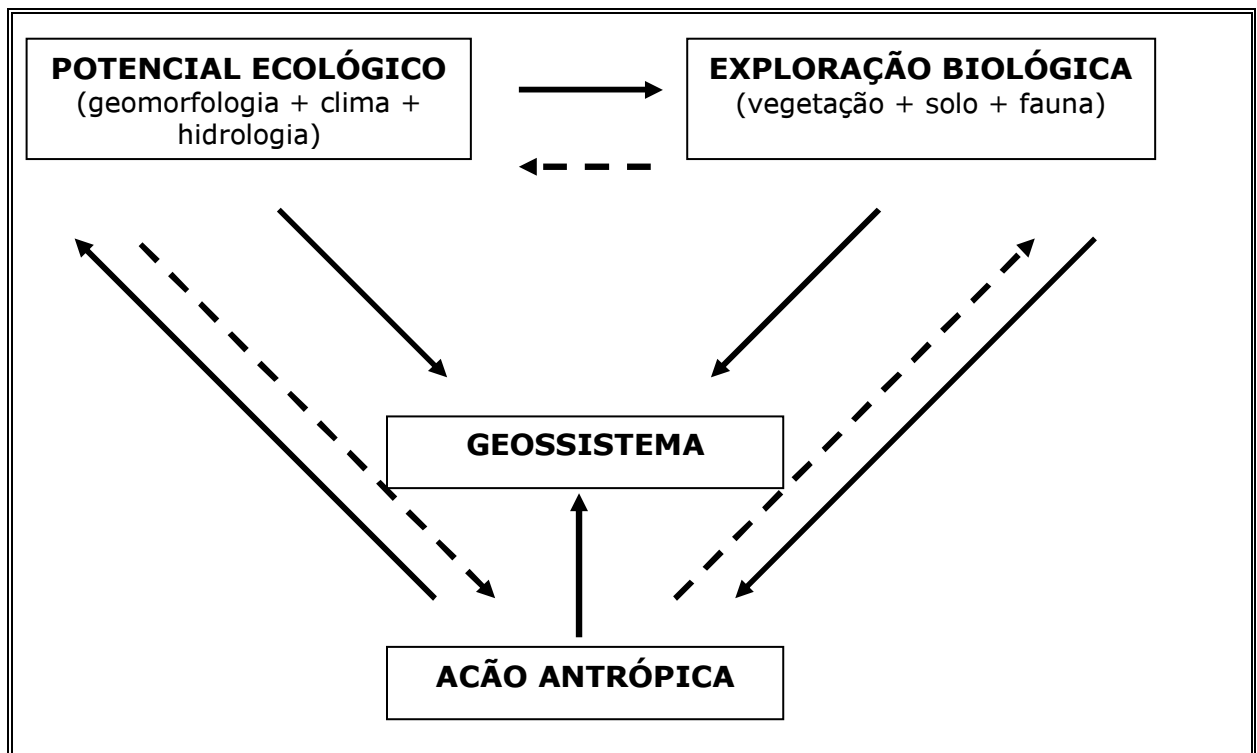 POTENCIAL ECOLÓGICO
(geomorfologia + clima +
hidrologia)
EXPLORAÇÃO BIOLÓGICA
(vegetação + solo + fauna)
GEOSSISTEMA
ACÃO ANTRÓPICA